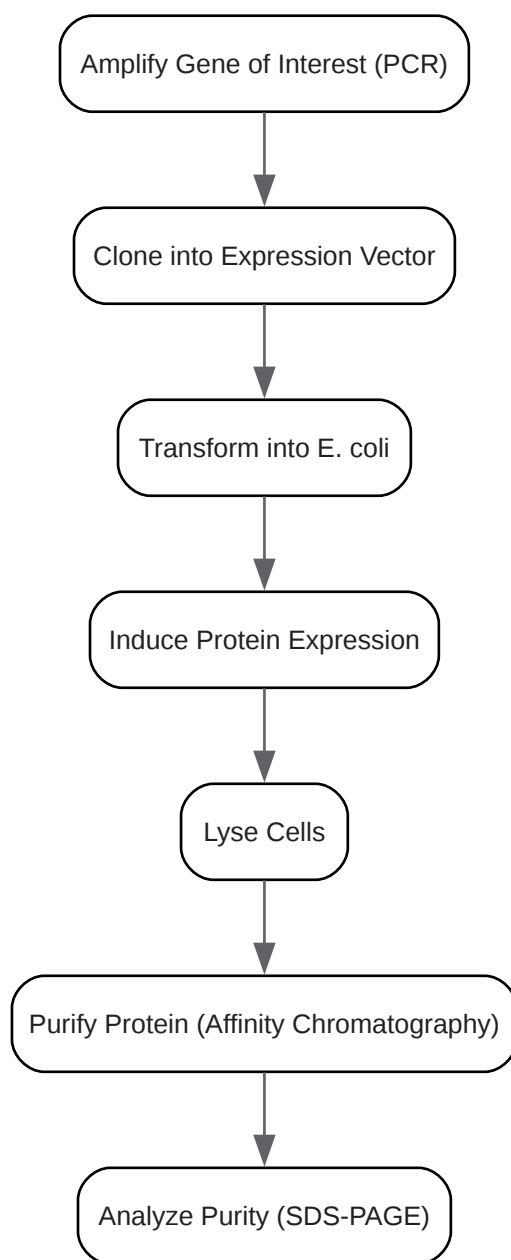 Amplify Gene of Interest (PCR)
Clone into Expression Vector
Transform into E. coli
Induce Protein Expression
Lyse Cells
Purify Protein (Affinity Chromatography)
Analyze Purity (SDS-PAGE)